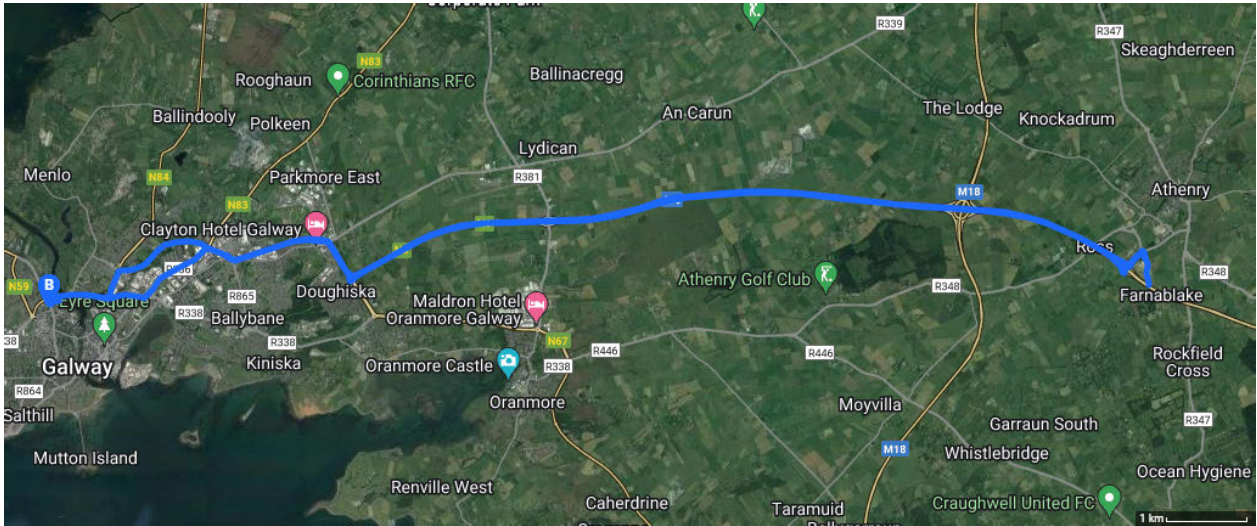 R339
R347
Skeaghderreen
N83
Rooghaun
Corinthians RFC
Ballinacregg
Ballindooly
Polkeen
An Carun
The Lodge
Knockadrum
Lydican
Menlo
N84
Parkmore East
R381
M18
Athenry
N83
Clayton Hotel Galway
Ross
R348
N59
B
Eyre Square
R865
Doughiska
Athenry Golf Club
R348
Farnablake
R338
Ballybane
Maldron Hotel
Oranmore Galway
N67
R338
Kiniska
R446
R446
Rockfield
Cross
Galway
Oranmore Castle
R338
R864
Oranmore
Moyvilla
Salthill
Garraun South
R347
M18
Whistlebridge
Mutton Island
Ocean Hygiene
Renville West
Caherdrine
Taramuid
Craughwell United FC
1 km